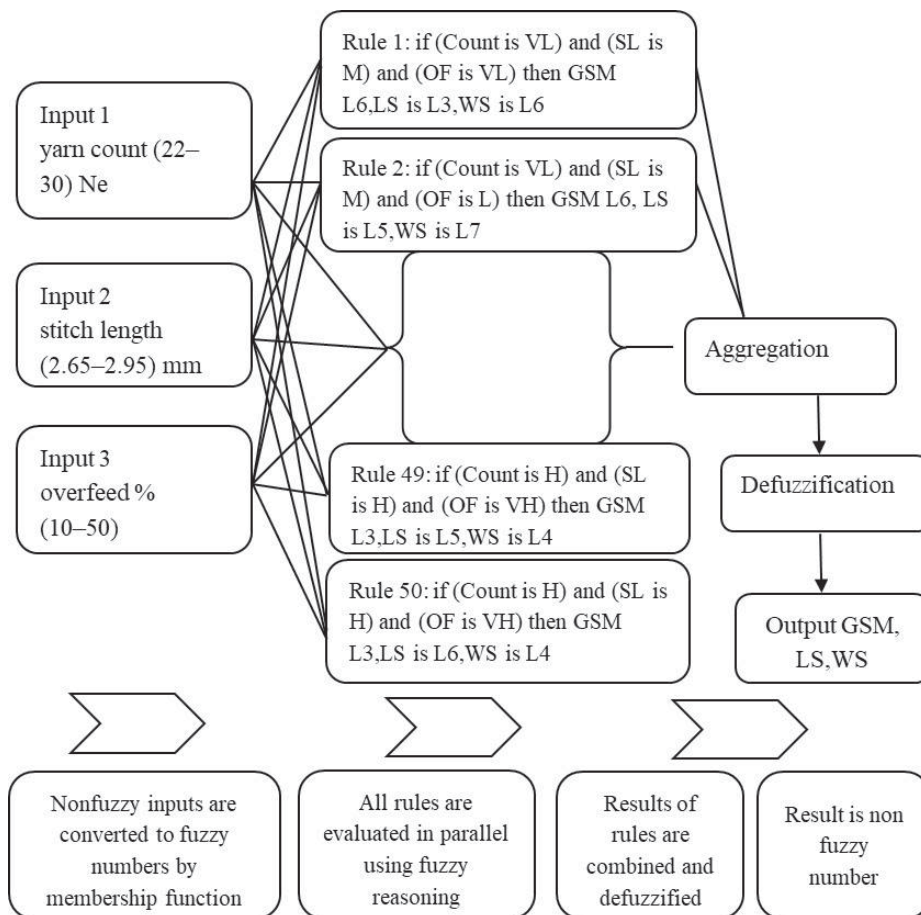 Input 1
yarn count (22–
30) Ne
Input 2
stitch length
(2.65–2.95) mm
Input 3
overfeed %
(10–50)
Rule 1: if (Count is VL) and (SL is
M) and (OF is VL) then GSM
L6,LS is L3,WS is L6
Rule 2: if (Count is VL) and (SL is
M) and (OF is L) then GSM L6, LS
is L5,WS is L7
Rule 49: if (Count is H) and (SL
is H) and (OF is VH) then GSM
L3,LS is L5,WS is L4
Rule 50: if (Count is H) and (SL is
H) and (OF is VH) then GSM
L3,LS is L6,WS is L4
Aggregation
Defuzzification
Output GSM,
LS,WS
Nonfuzzy inputs are
converted to fuzzy
numbers by
membership function
All rules are
evaluated in parallel
using fuzzy
reasoning
Results of
rules are
combined and
defuzzified
Result is non
fuzzy
number